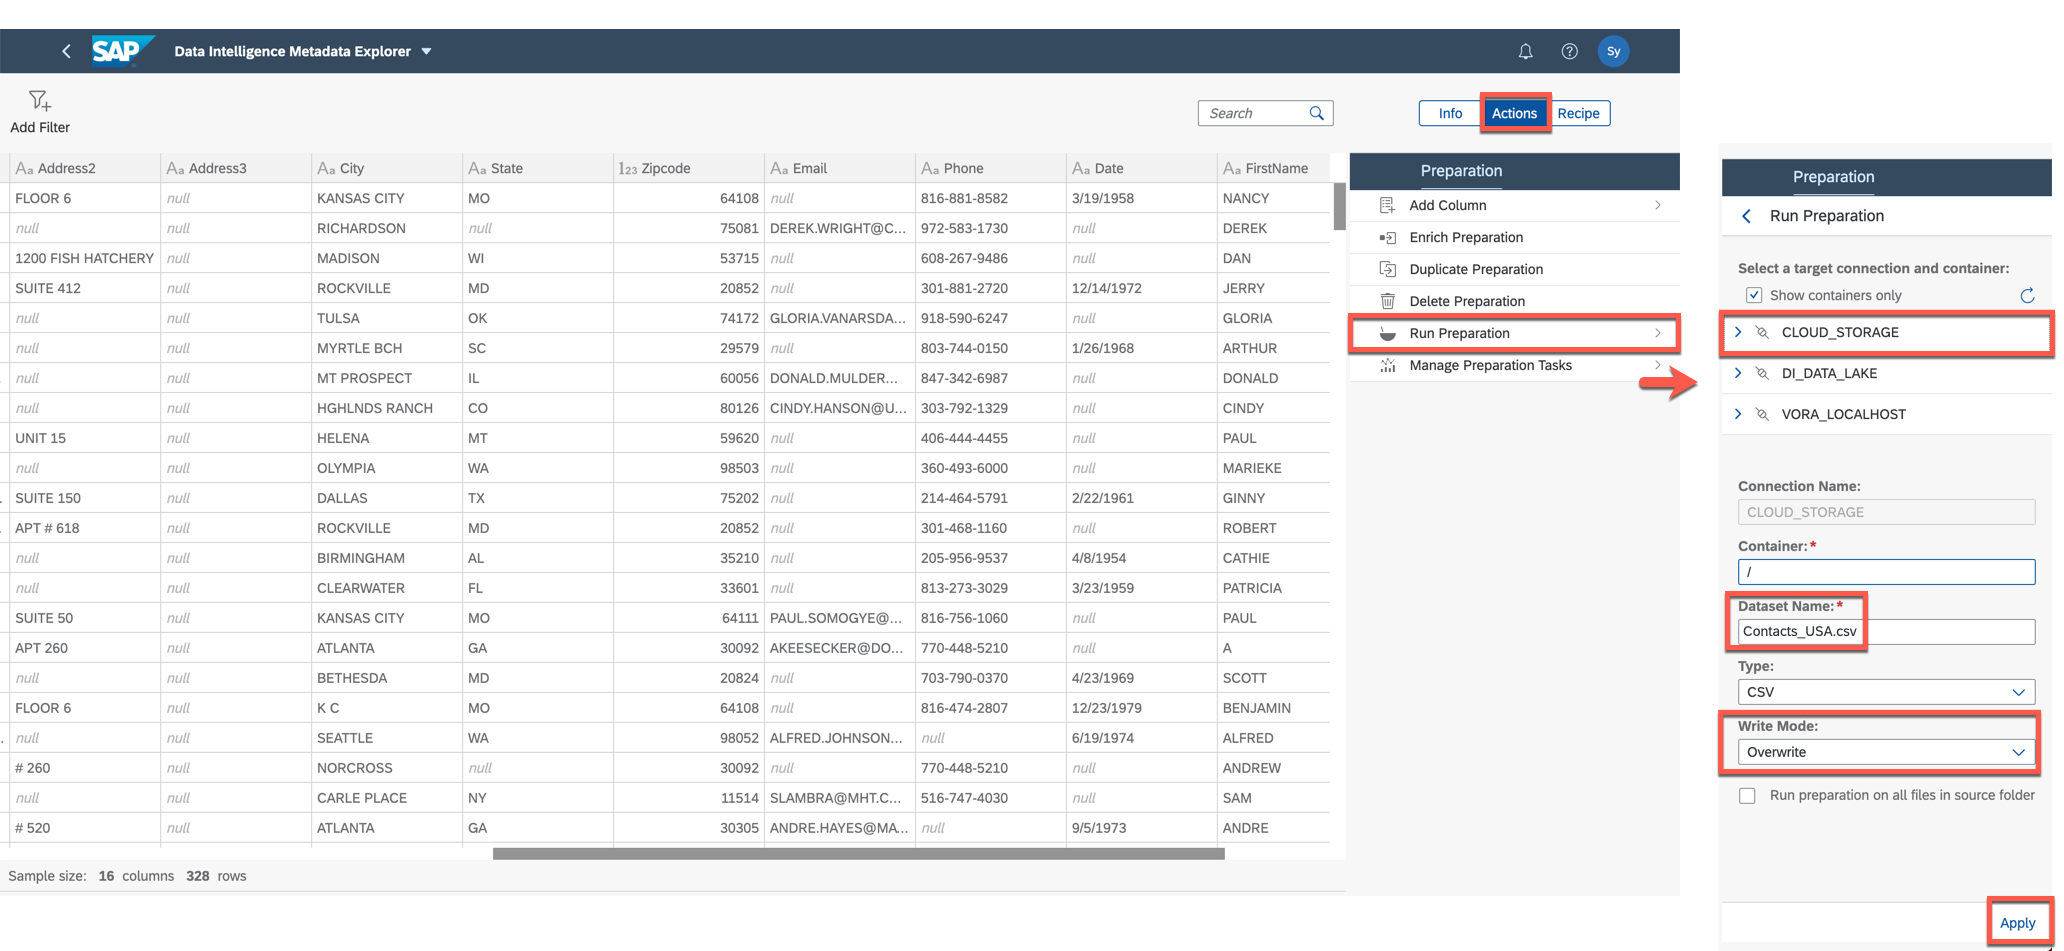 SAP Data Intelligence Metadata Explorer Sy
Add Filter
Search
Info Actions Recipe
Aa Address2 Aa Address3 Aa City Aa State 123 Zipcode Aa Email Aa Phone Aa Date Aa FirstName
FLOOR 6 null KANSAS CITY MO 64108 null 816-881-8582 3/19/1958 NANCY
null null RICHARDSON null 75081 DEREK.WRIGHT@C... 972-583-1730 null DEREK
1200 FISH HATCHERY null MADISON WI 53715 null 608-267-9486 null DAN
SUITE 412 null ROCKVILLE MD 20852 null 301-881-2720 12/14/1972 JERRY
null null TULSA OK 74172 GLORIA.VANARSDA... 918-590-6247 null GLORIA
null null MYRTLE BCH SC 29579 null 803-744-0150 1/26/1968 ARTHUR
null null MT PROSPECT IL 60056 DONALD.MULDER... 847-342-6987 null DONALD
null null HGHLNDS RANCH CO 80126 CINDY.HANSON@U... 303-792-1329 null CINDY
UNIT 15 null HELENA MT 59620 null 406-444-4455 null PAUL
null null OLYMPIA WA 98503 null 360-493-6000 null MARIEKE
SUITE 150 null DALLAS TX 75202 null 214-464-5791 2/22/1961 GINNY
APT # 618 null ROCKVILLE MD 20852 null 301-468-1160 null ROBERT
null null BIRMINGHAM AL 35210 null 205-956-9537 4/8/1954 CATHIE
null null CLEARWATER FL 33601 null 813-273-3029 3/23/1959 PATRICIA
SUITE 50 null KANSAS CITY MO 64111 PAUL.SOMOGYE@... 816-756-1060 null PAUL
APT 260 null ATLANTA GA 30092 AKEESECKER@DO... 770-448-5210 null A
null null BETHESDA MD 20824 null 703-790-0370 4/23/1969 SCOTT
FLOOR 6 null K C MO 64108 null 816-474-2807 12/23/1979 BENJAMIN
null null SEATTLE WA 98052 ALFRED.JOHNSON... null 6/19/1974 ALFRED
# 260 null NORCROSS null 30092 null 770-448-5210 null ANDREW
null null CARLE PLACE NY 11514 SLAMBRA@MHT.C... 516-747-4030 null SAM
# 520 null ATLANTA GA 30305 ANDRE.HAYES@MA... null 9/5/1973 ANDRE
Sample size: 16 columns 328 rows
Preparation
Add Column
Enrich Preparation
Duplicate Preparation
Delete Preparation
Run Preparation
Manage Preparation Tasks
Preparation
Run Preparation
Select a target connection and container:
Show containers only
CLOUD_STORAGE
DI_DATA_LAKE
VORA_LOCALHOST
Connection Name:
CLOUD_STORAGE
Container:*
/
Dataset Name:*
Contacts_USA.csv
Type:
CSV
Write Mode:
Overwrite
Run preparation on all files in source folder
Apply